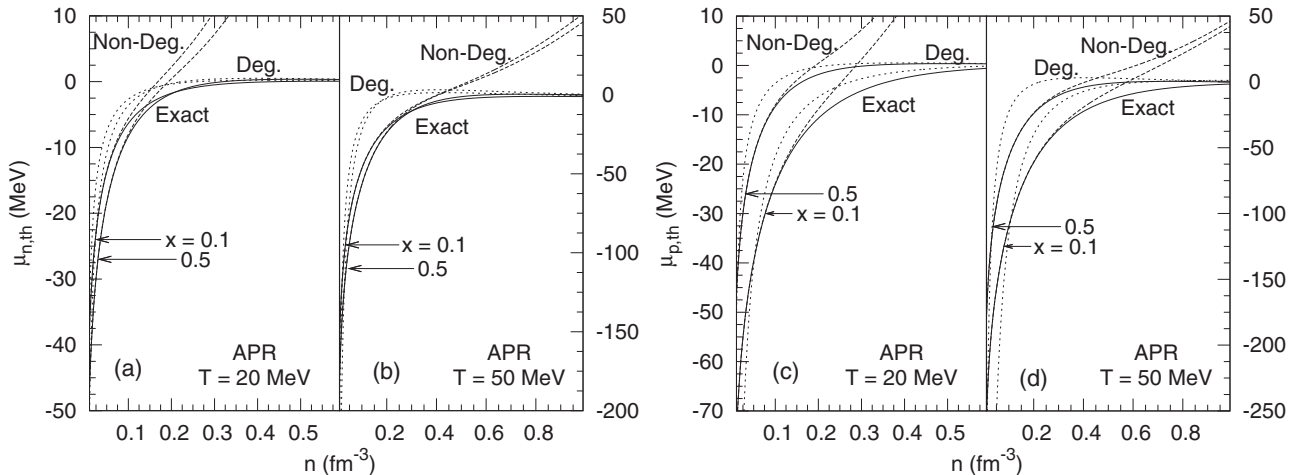 10
0
-10
-20
-30
-40
-50
μn,th (MeV)
Non-Deg.
Deg.
Exact
x = 0.1
0.5
(a)
APR
T = 20 MeV
0.1 0.2 0.3 0.4 0.5
Non-Deg.
Deg.
Exact
x = 0.1
0.5
(b)
APR
T = 50 MeV
0.2 0.4 0.6 0.8
50
0
-50
-100
-150
-200
n (fm⁻³)
10
0
-10
-20
-30
-40
-50
-60
-70
μp,th (MeV)
Non-Deg.
Deg.
Exact
0.5
x = 0.1
(c)
APR
T = 20 MeV
0.1 0.2 0.3 0.4 0.5
Non-Deg.
Deg.
Exact
0.5
x = 0.1
(d)
APR
T = 50 MeV
0.2 0.4 0.6 0.8
50
0
-50
-100
-150
-200
-250
n (fm⁻³)